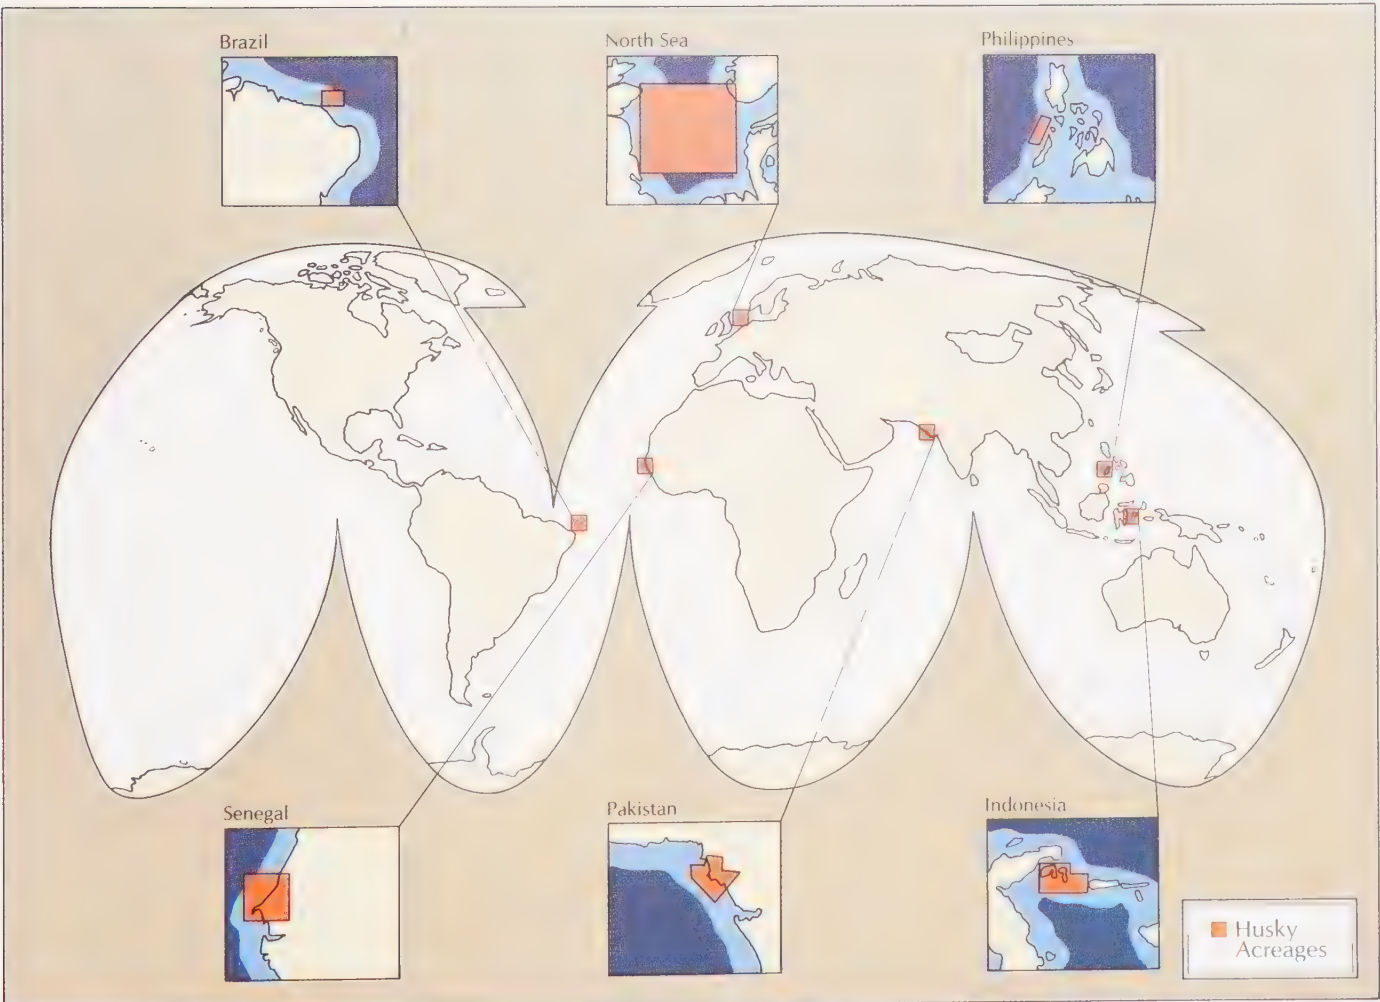 Brazil
North Sea
Philippines
Senegal
Pakistan
Indonesia
Husky
Acreages